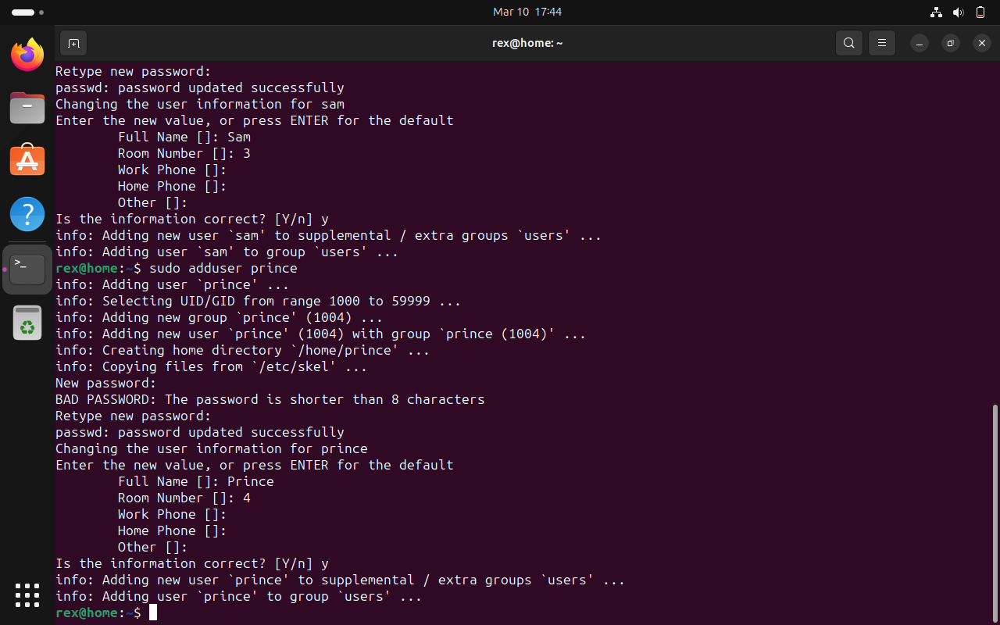 Mar 10 17:44
rex@home: ~
Retype new password:
passwd: password updated successfully
Changing the user information for sam
Enter the new value, or press ENTER for the default
Full Name []: Sam
Room Number []: 3
Work Phone []:
Home Phone []:
Other []:
Is the information correct? [Y/n] y
info: Adding new user `sam' to supplemental / extra groups `users' ...
info: Adding user `sam' to group `users' ...
rex@home:~$ sudo adduser prince
info: Adding user `prince' ...
info: Selecting UID/GID from range 1000 to 59999 ...
info: Adding new group `prince' (1004) ...
info: Adding new user `prince' (1004) with group `prince (1004)' ...
info: Creating home directory `/home/prince' ...
info: Copying files from `/etc/skel' ...
New password:
BAD PASSWORD: The password is shorter than 8 characters
Retype new password:
passwd: password updated successfully
Changing the user information for prince
Enter the new value, or press ENTER for the default
Full Name []: Prince
Room Number []: 4
Work Phone []:
Home Phone []:
Other []:
Is the information correct? [Y/n] y
info: Adding new user `prince' to supplemental / extra groups `users' ...
info: Adding user `prince' to group `users' ...
rex@home:~$